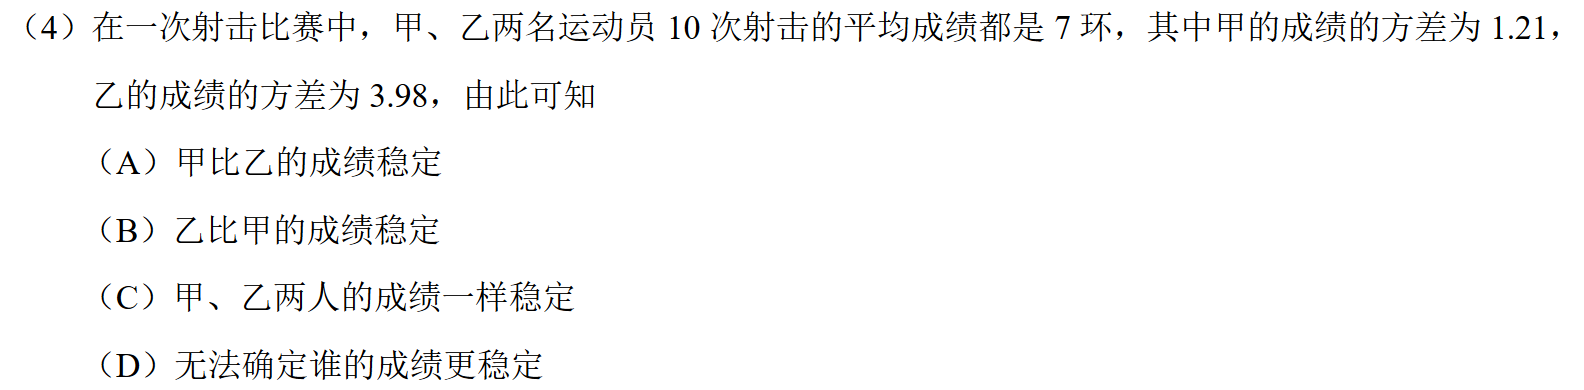 （4）在一次射击比赛中，甲、乙两名运动员 10 次射击的平均成绩都是 7 环，其中甲的成绩的方差为 1.21，
乙的成绩的方差为 3.98，由此可知
（A）甲比乙的成绩稳定
（B）乙比甲的成绩稳定
（C）甲、乙两人的成绩一样稳定
（D）无法确定谁的成绩更稳定